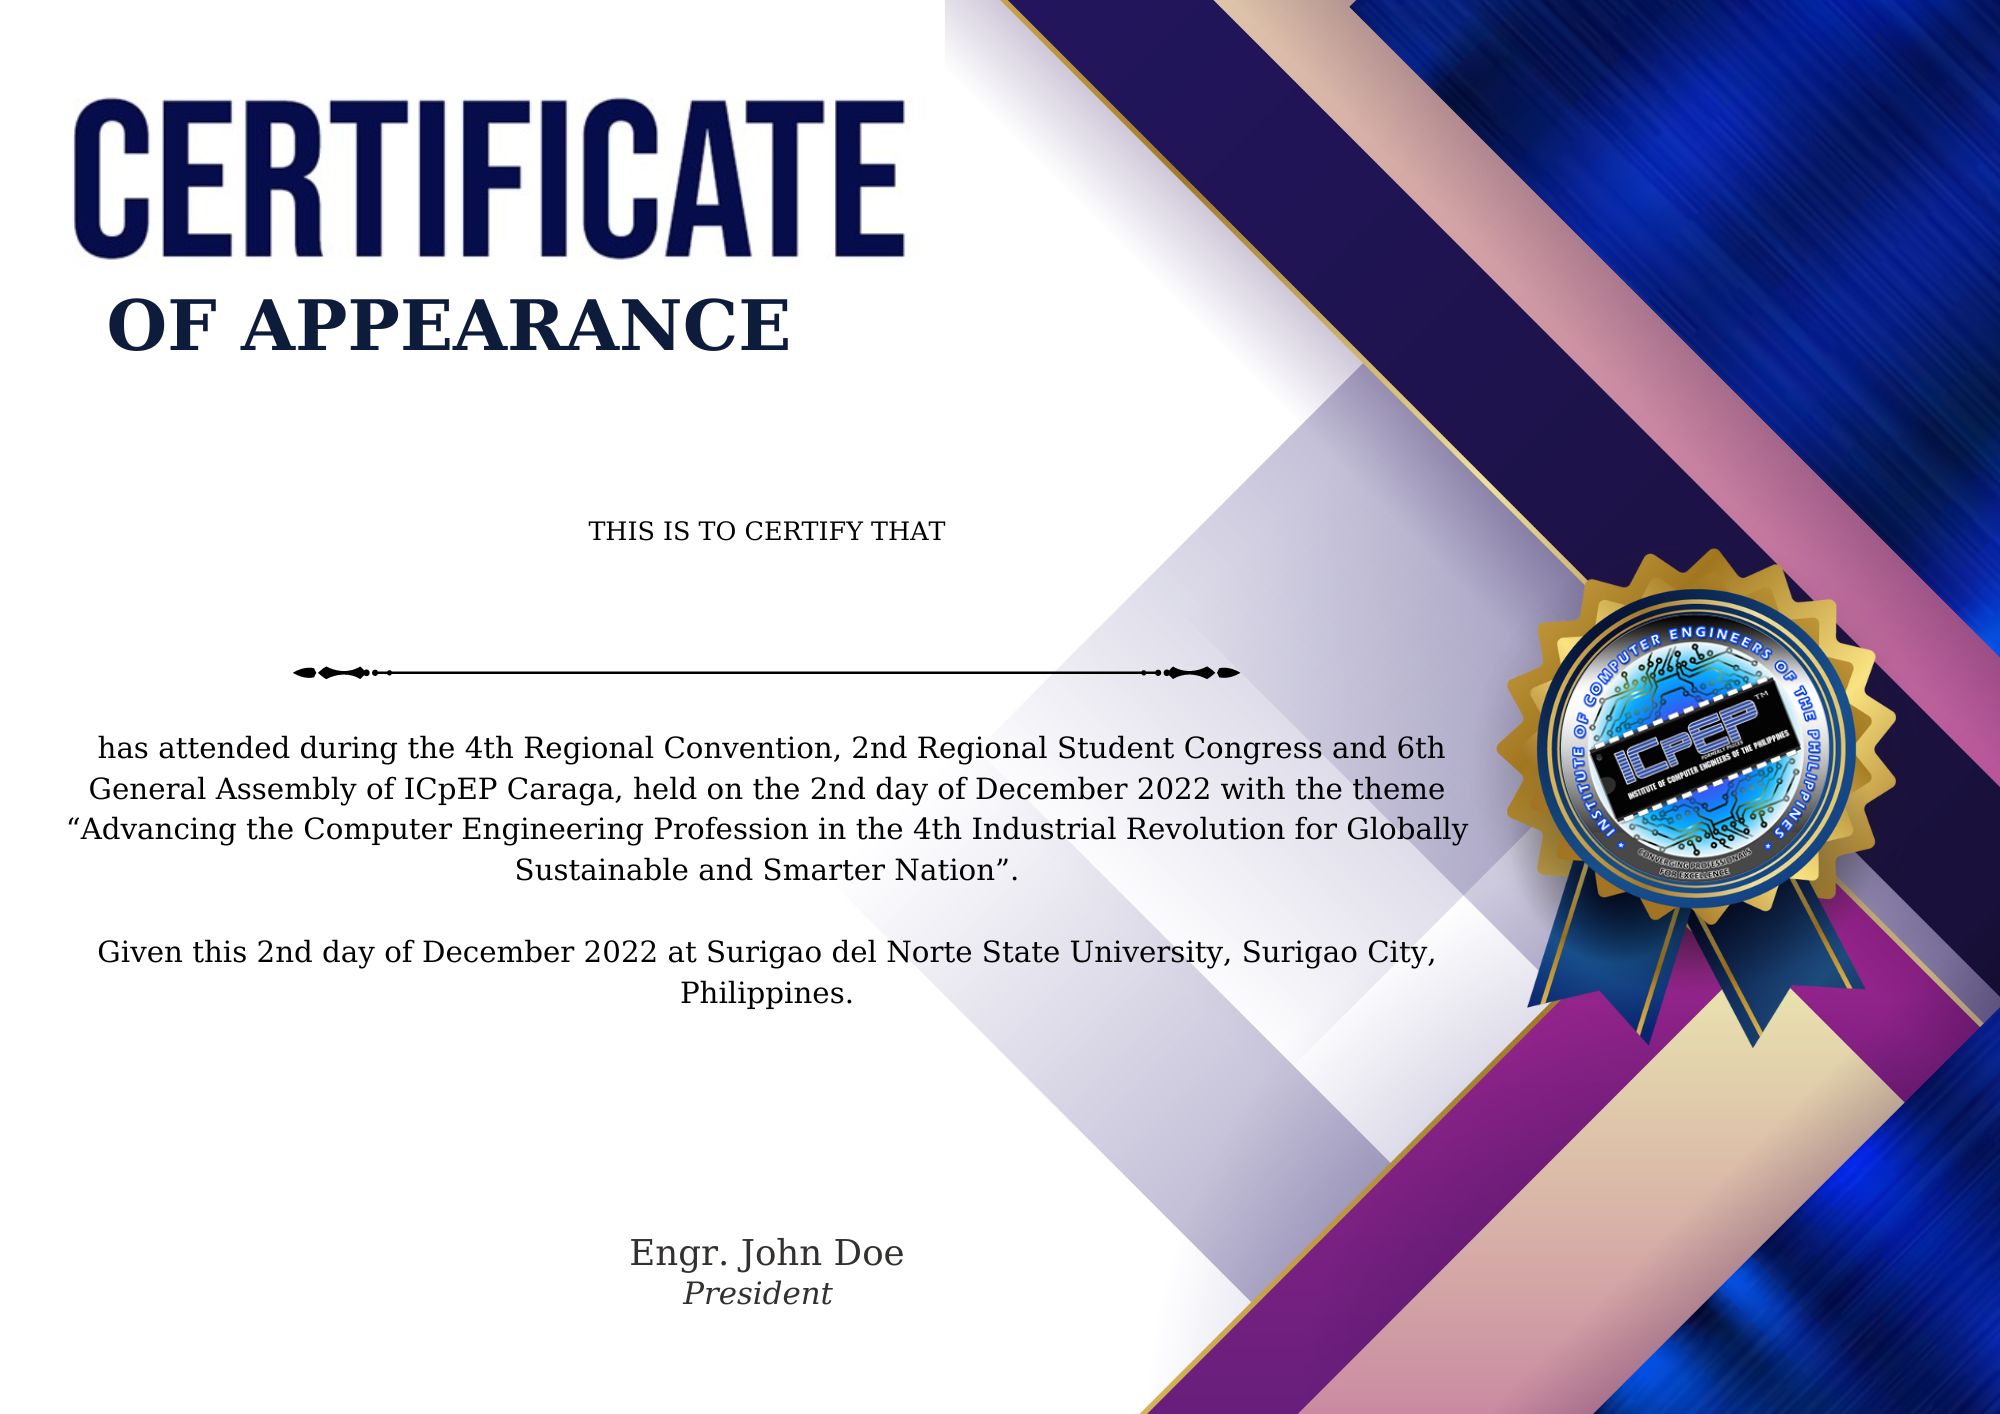 CERTIFICATE
OF APPEARANCE
THIS IS TO CERTIFY THAT
has attended during the 4th Regional Convention, 2nd Regional Student Congress and 6th
General Assembly of ICpEP Caraga, held on the 2nd day of December 2022 with the theme
“Advancing the Computer Engineering Profession in the 4th Industrial Revolution for Globally
Sustainable and Smarter Nation”.
Given this 2nd day of December 2022 at Surigao del Norte State University, Surigao City,
Philippines.
Engr. John Doe
President
INSTITUTE OF COMPUTER ENGINEERS OF THE PHILIPPINES
ICPEP TM
INSTITUTE OF COMPUTER ENGINEERS OF THE PHILIPPINES
CONVERGING PROFESSIONALS
FOR EXCELLENCE